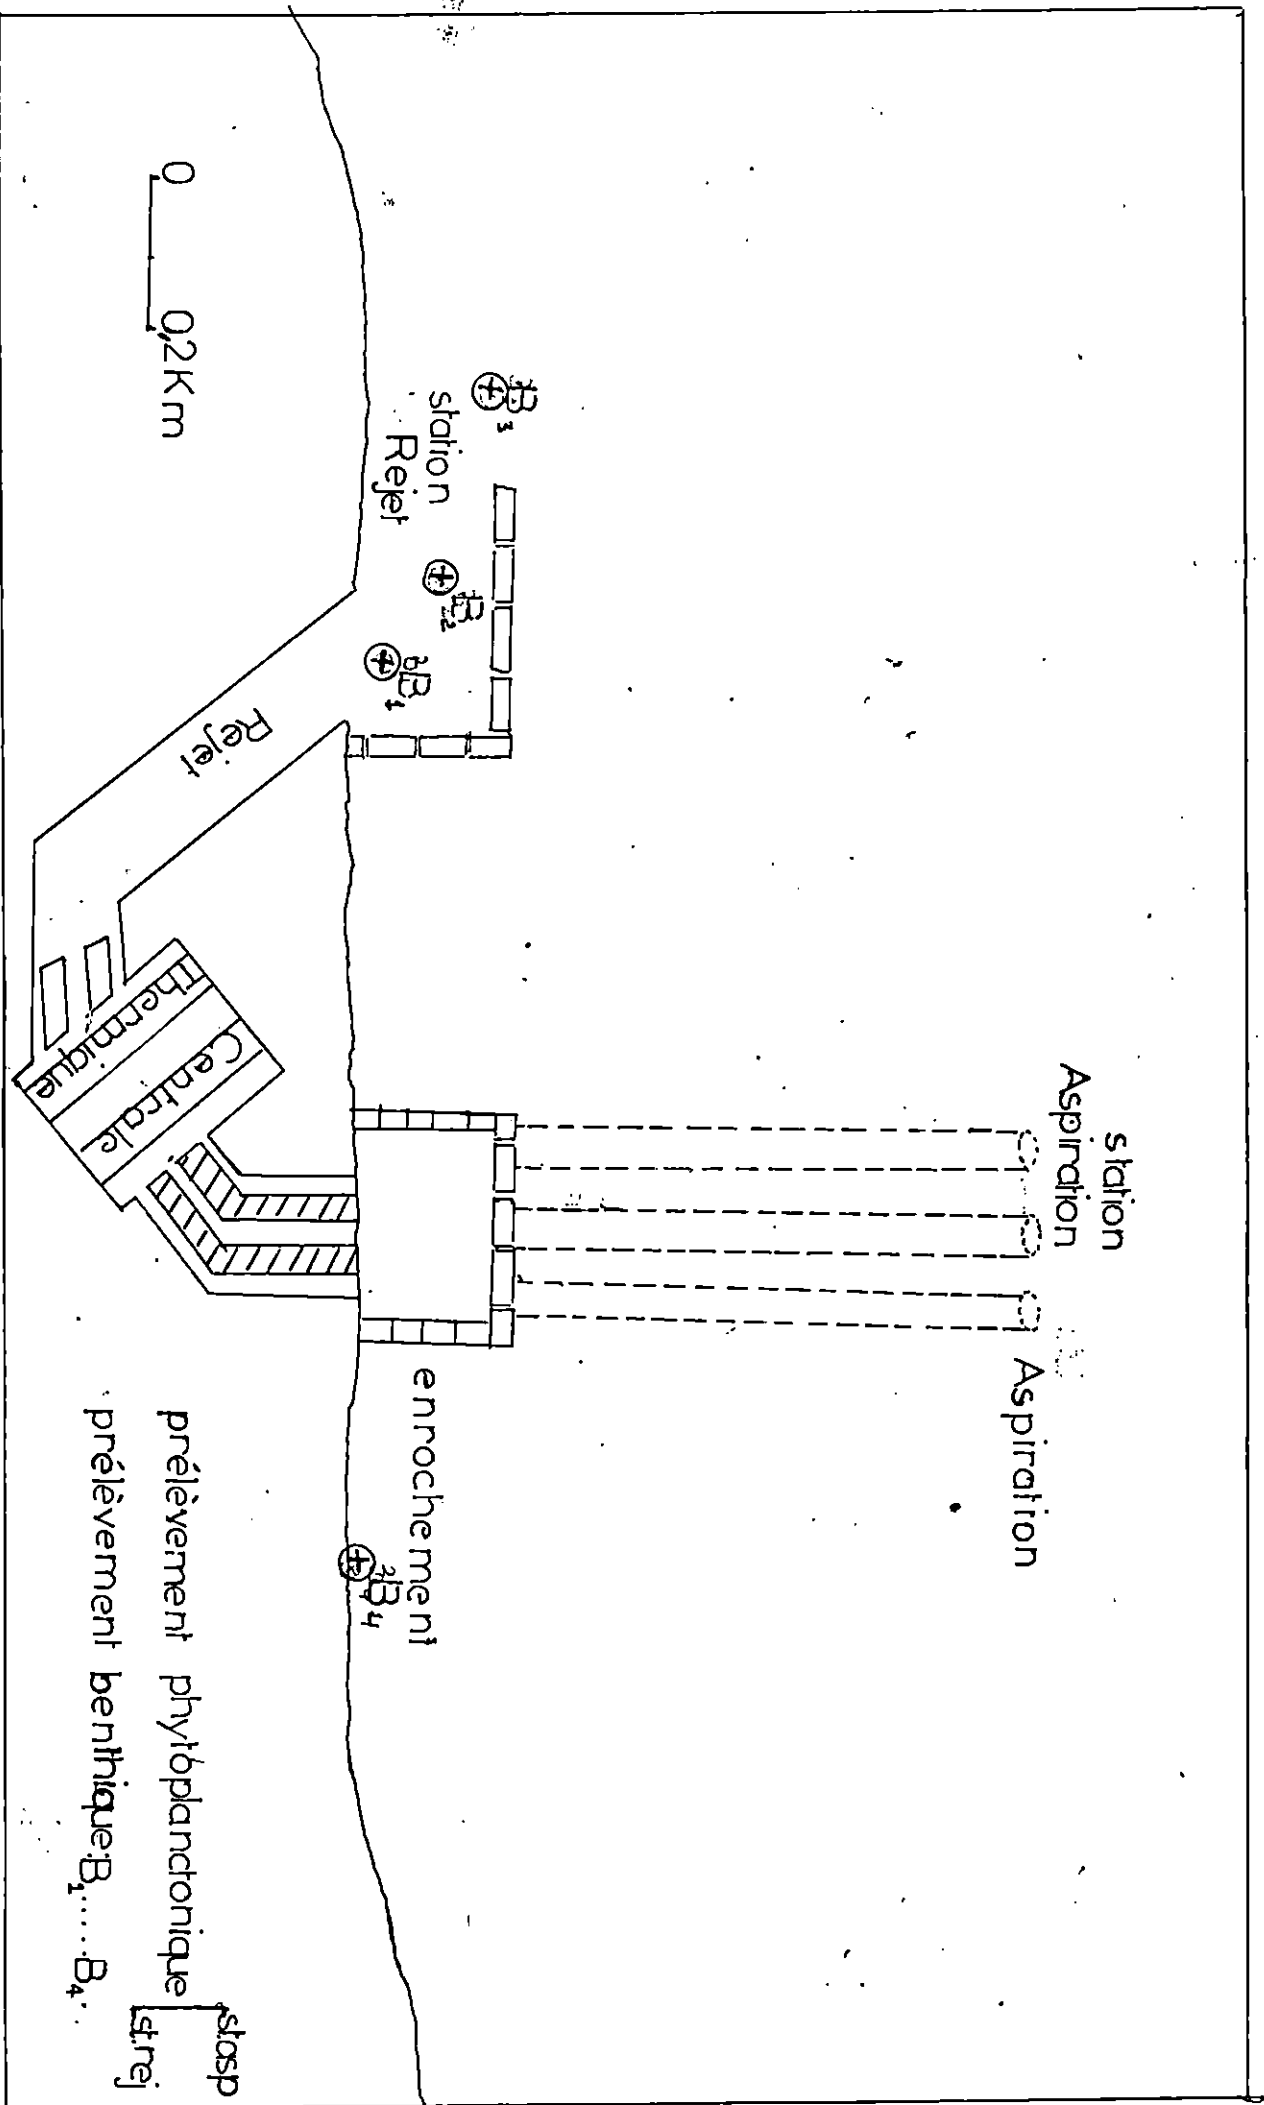 station
Aspiration
Aspiration
B3
station
Rejet
B2
B1
enrochement
B4
Rejet
Centrale
Thermique
0 0,2Km
prélèvement phytoplanctonique
st.asp
st.rej
prélèvement benthique:B1.....B4..